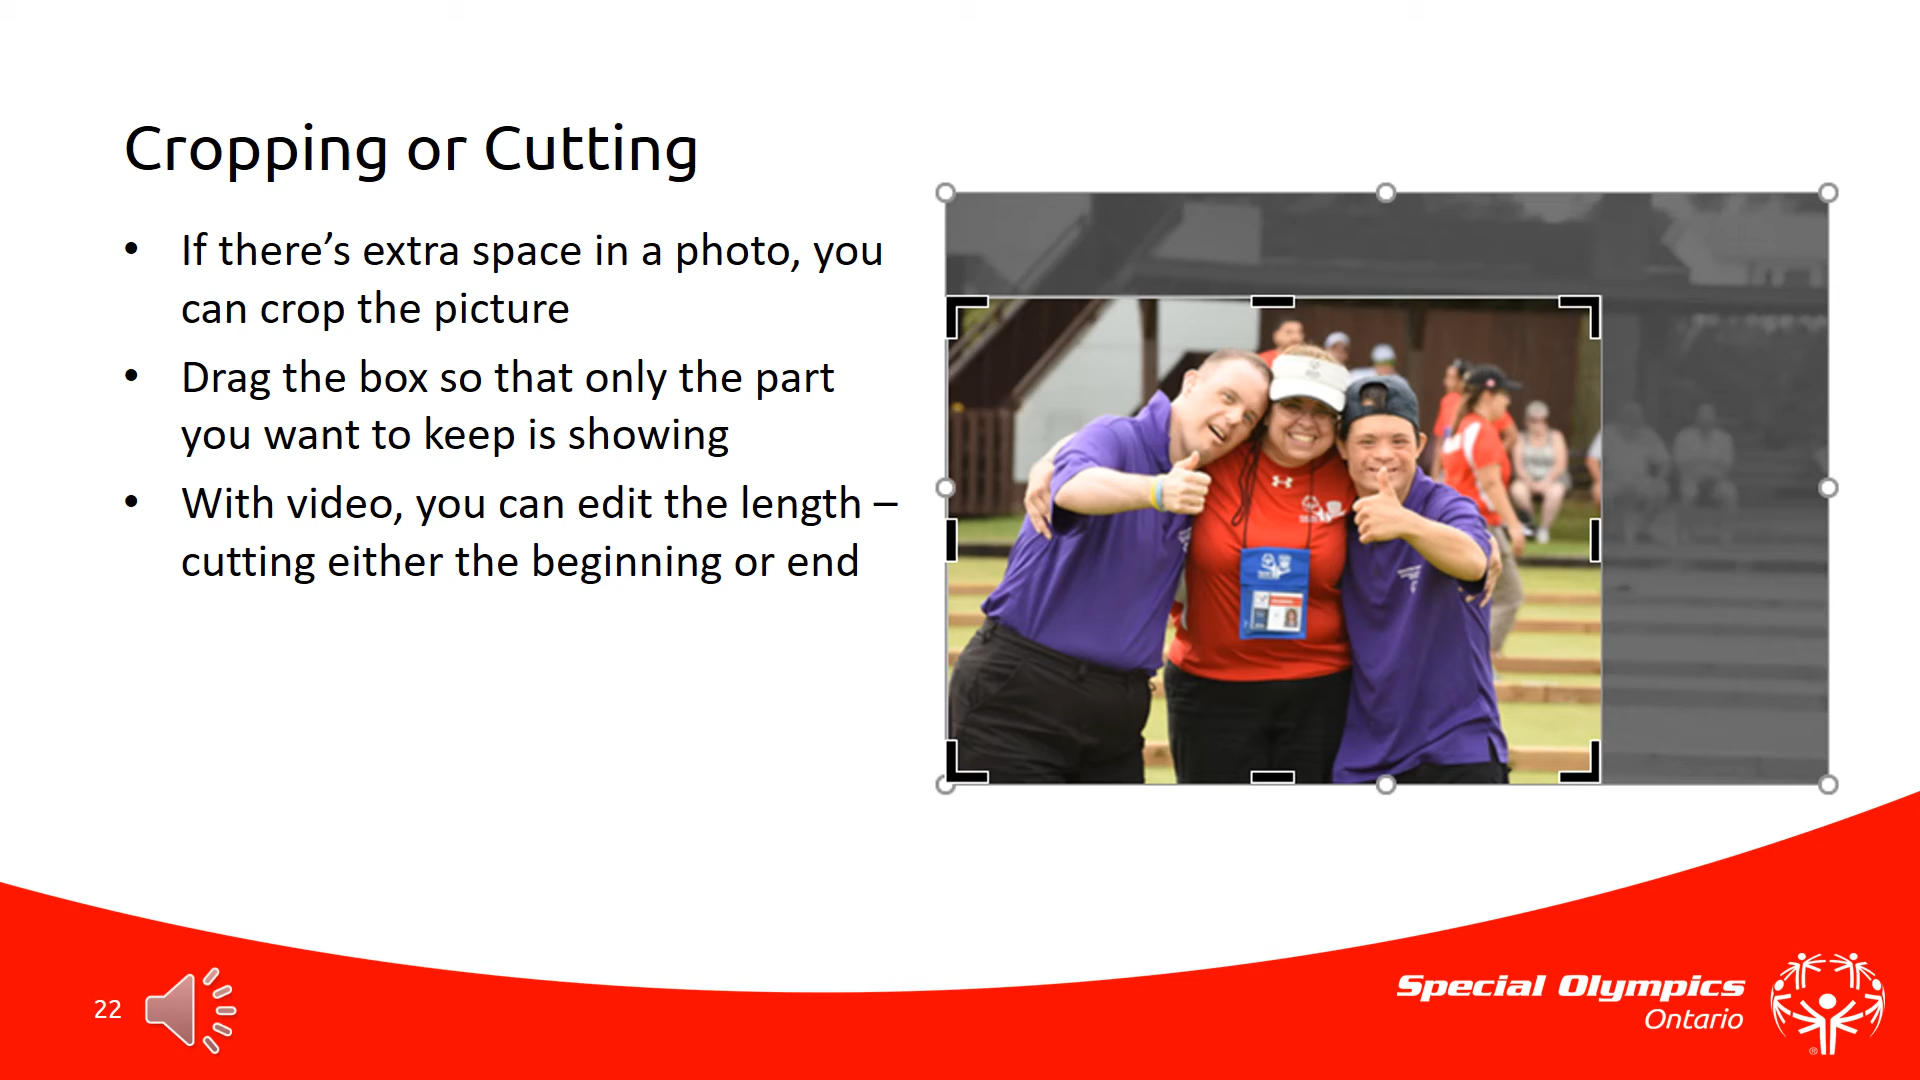 Cropping or Cutting
• If there’s extra space in a photo, you
can crop the picture
• Drag the box so that only the part
you want to keep is showing
• With video, you can edit the length –
cutting either the beginning or end
22
Special Olympics
Ontario
®